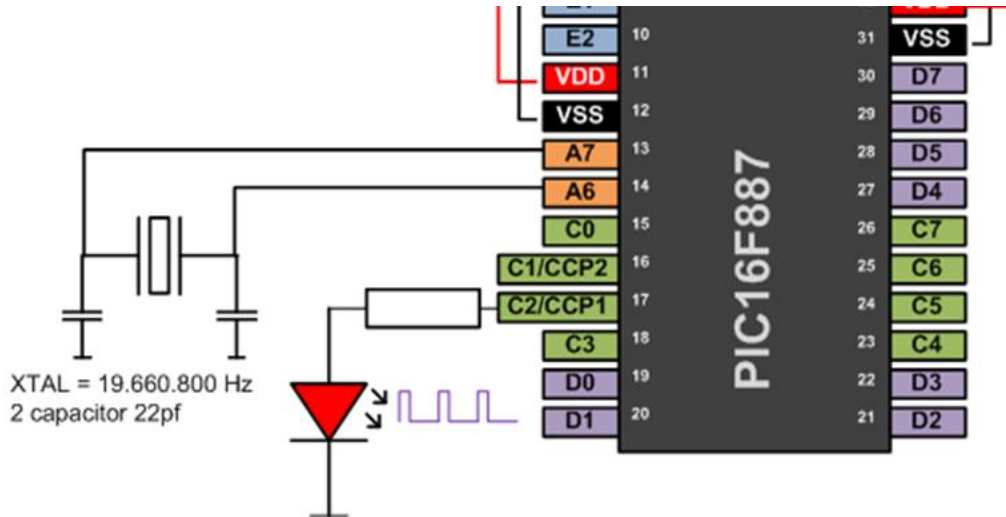 E2
VDD
VSS
A7
A6
C0
C1/CCP2
C2/CCP1
C3
D0
D1
10
11
12
13
14
15
16
17
18
19
20
PIC16F887
31
30
29
28
27
26
25
24
23
22
21
VSS
D7
D6
D5
D4
C7
C6
C5
C4
D3
D2
XTAL = 19.660.800 Hz
2 capacitor 22pf